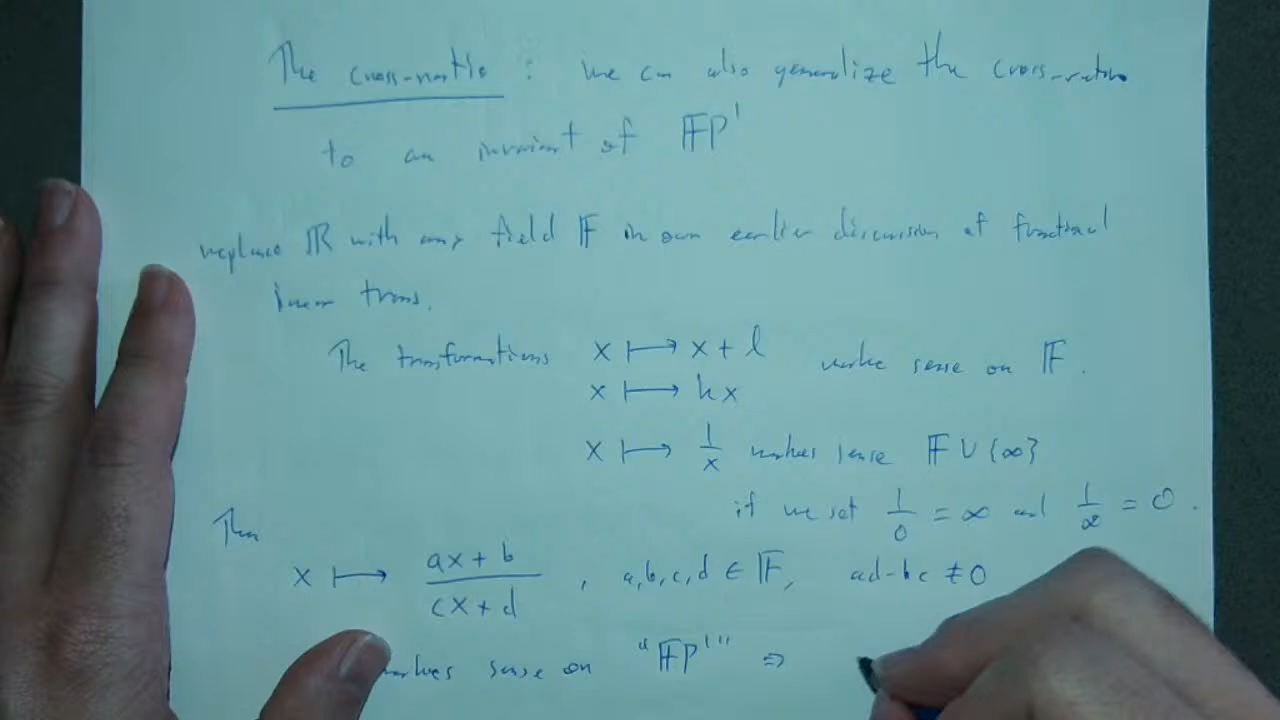 The cross-ratio : we can also generalize the cross-ratio
to an invariant of 𝔽P¹
replace ℝ with any field 𝔽 in our earlier discussion of fractional
linear trans.
The transformations x ⟼ x + l make sense on 𝔽.
x ⟼ kx
x ⟼ 1/x makes sense 𝔽 ∪ {∞}
if we set 1/0 = ∞ and 1/∞ = 0.
Then
x ⟼ (ax + b)/(cx + d) , a,b,c,d ∈ 𝔽, ad-bc ≠ 0
makes sense on "𝔽P¹" ⇒